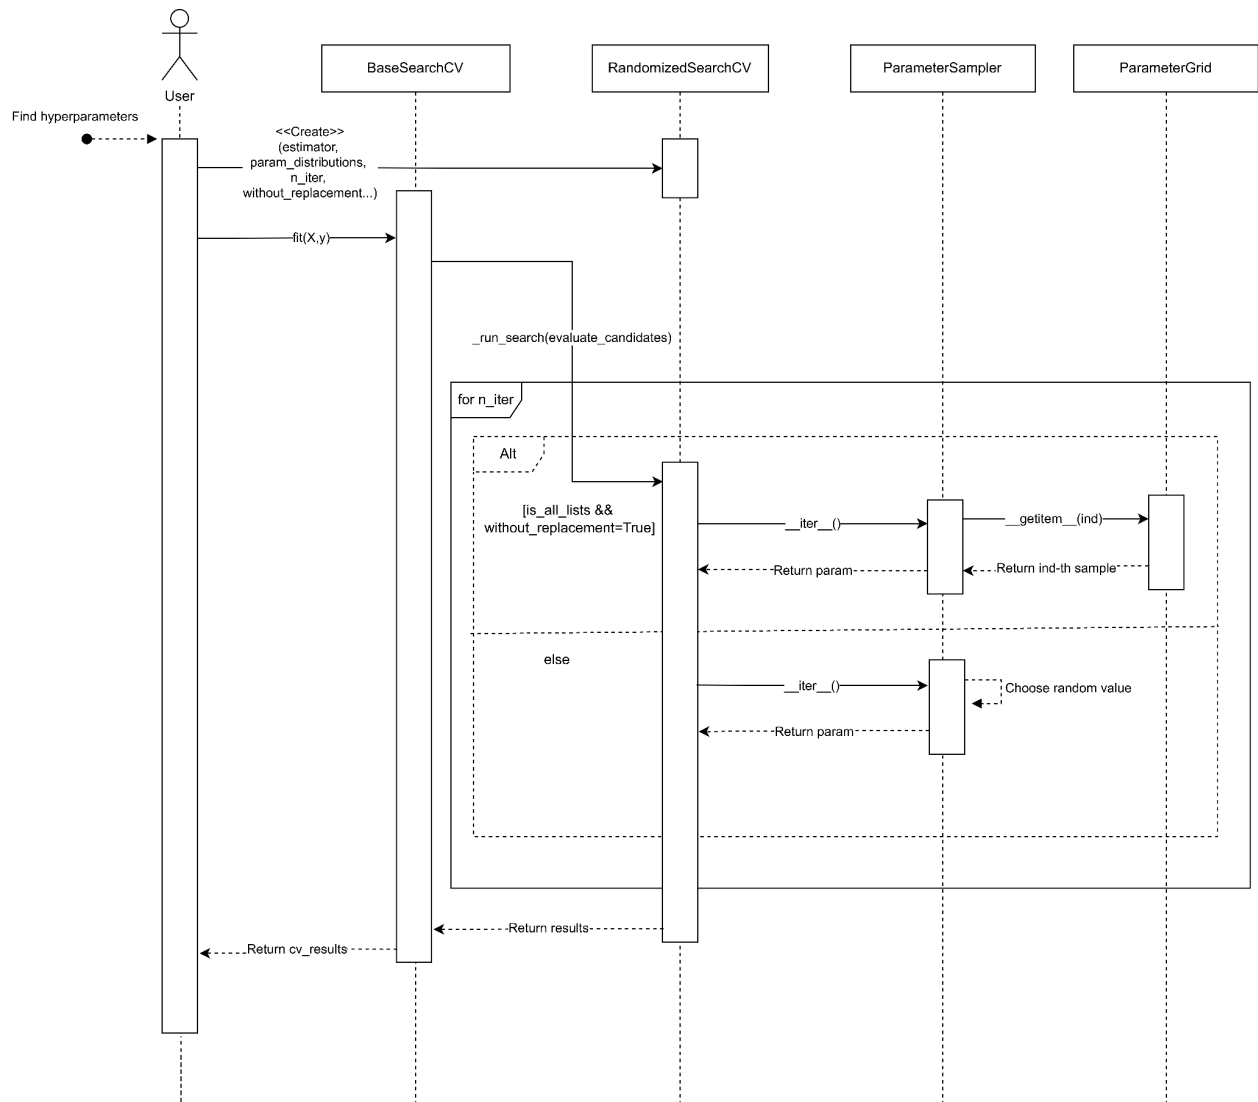 User
BaseSearchCV
RandomizedSearchCV
ParameterSampler
ParameterGrid
Find hyperparameters
<<Create>>
(estimator,
param_distributions,
n_iter,
without_replacement...)
fit(X,y)
_run_search(evaluate_candidates)
for n_iter
Alt
[is_all_lists &&
without_replacement=True]
__iter__()
__getitem__(ind)
Return param
Return ind-th sample
else
__iter__()
Choose random value
Return param
Return results
Return cv_results